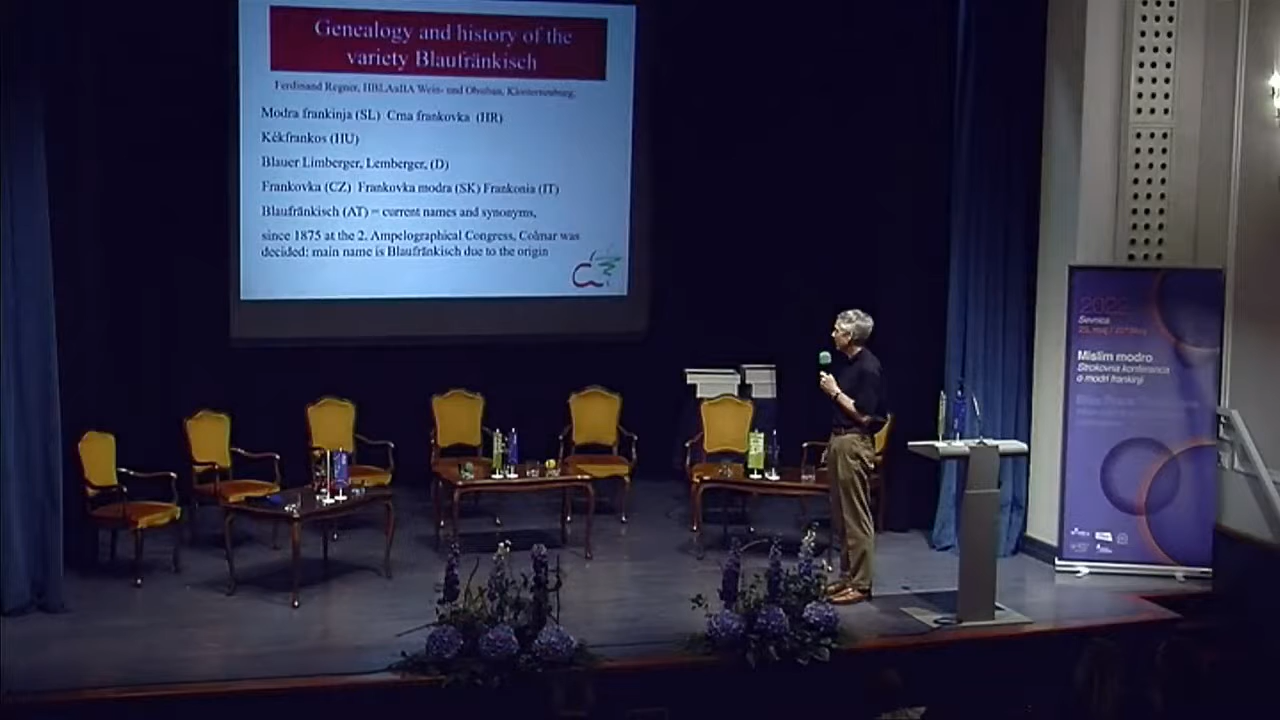 Genealogy and history of the
variety Blaufränkisch
Ferdinand Regner, HBLAuBA Wein- und Obstbau, Klosterneuburg,
Modra frankinja (SL) Crna frankovka (HR)
Kékfrankos (HU)
Blauer Limberger, Lemberger, (D)
Frankovka (CZ) Frankovka modra (SK) Frankonia (IT)
Blaufränkisch (AT) = current names and synonyms,
since 1875 at the 2. Ampelographical Congress, Colmar was
decided: main name is Blaufränkisch due to the origin
2022
Sevnica
Mislim modro
Strokovna konferenca
o modri frankinji